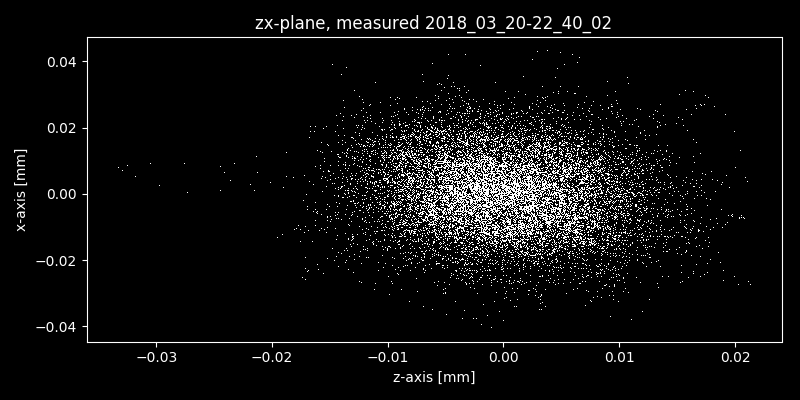 zx-plane, measured 2018_03_20-22_40_02
0.04
0.02
0.00
−0.02
−0.04
x-axis [mm]
−0.03 −0.02 −0.01 0.00 0.01 0.02
z-axis [mm]